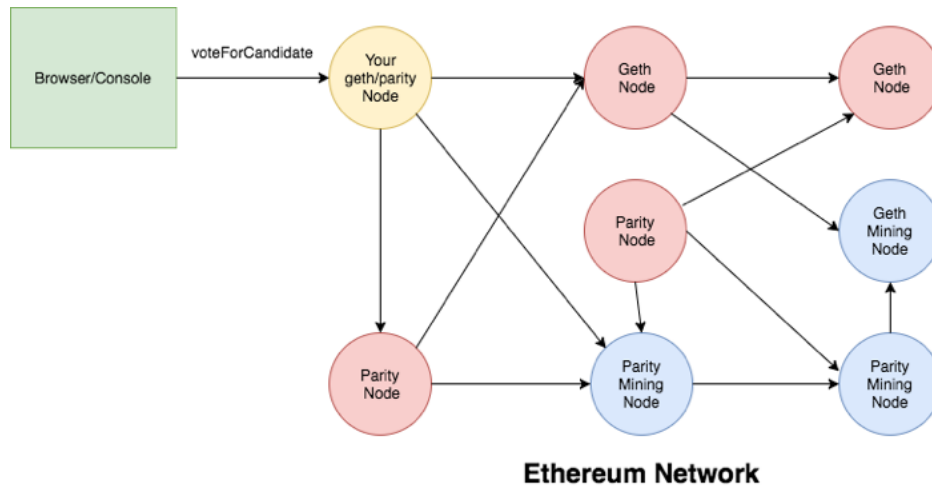 voteForCandidate
Browser/Console
Your
geth/parity
Node
Geth
Node
Geth
Node
Parity
Node
Geth
Mining
Node
Parity
Node
Parity
Mining
Node
Parity
Mining
Node
Ethereum Network